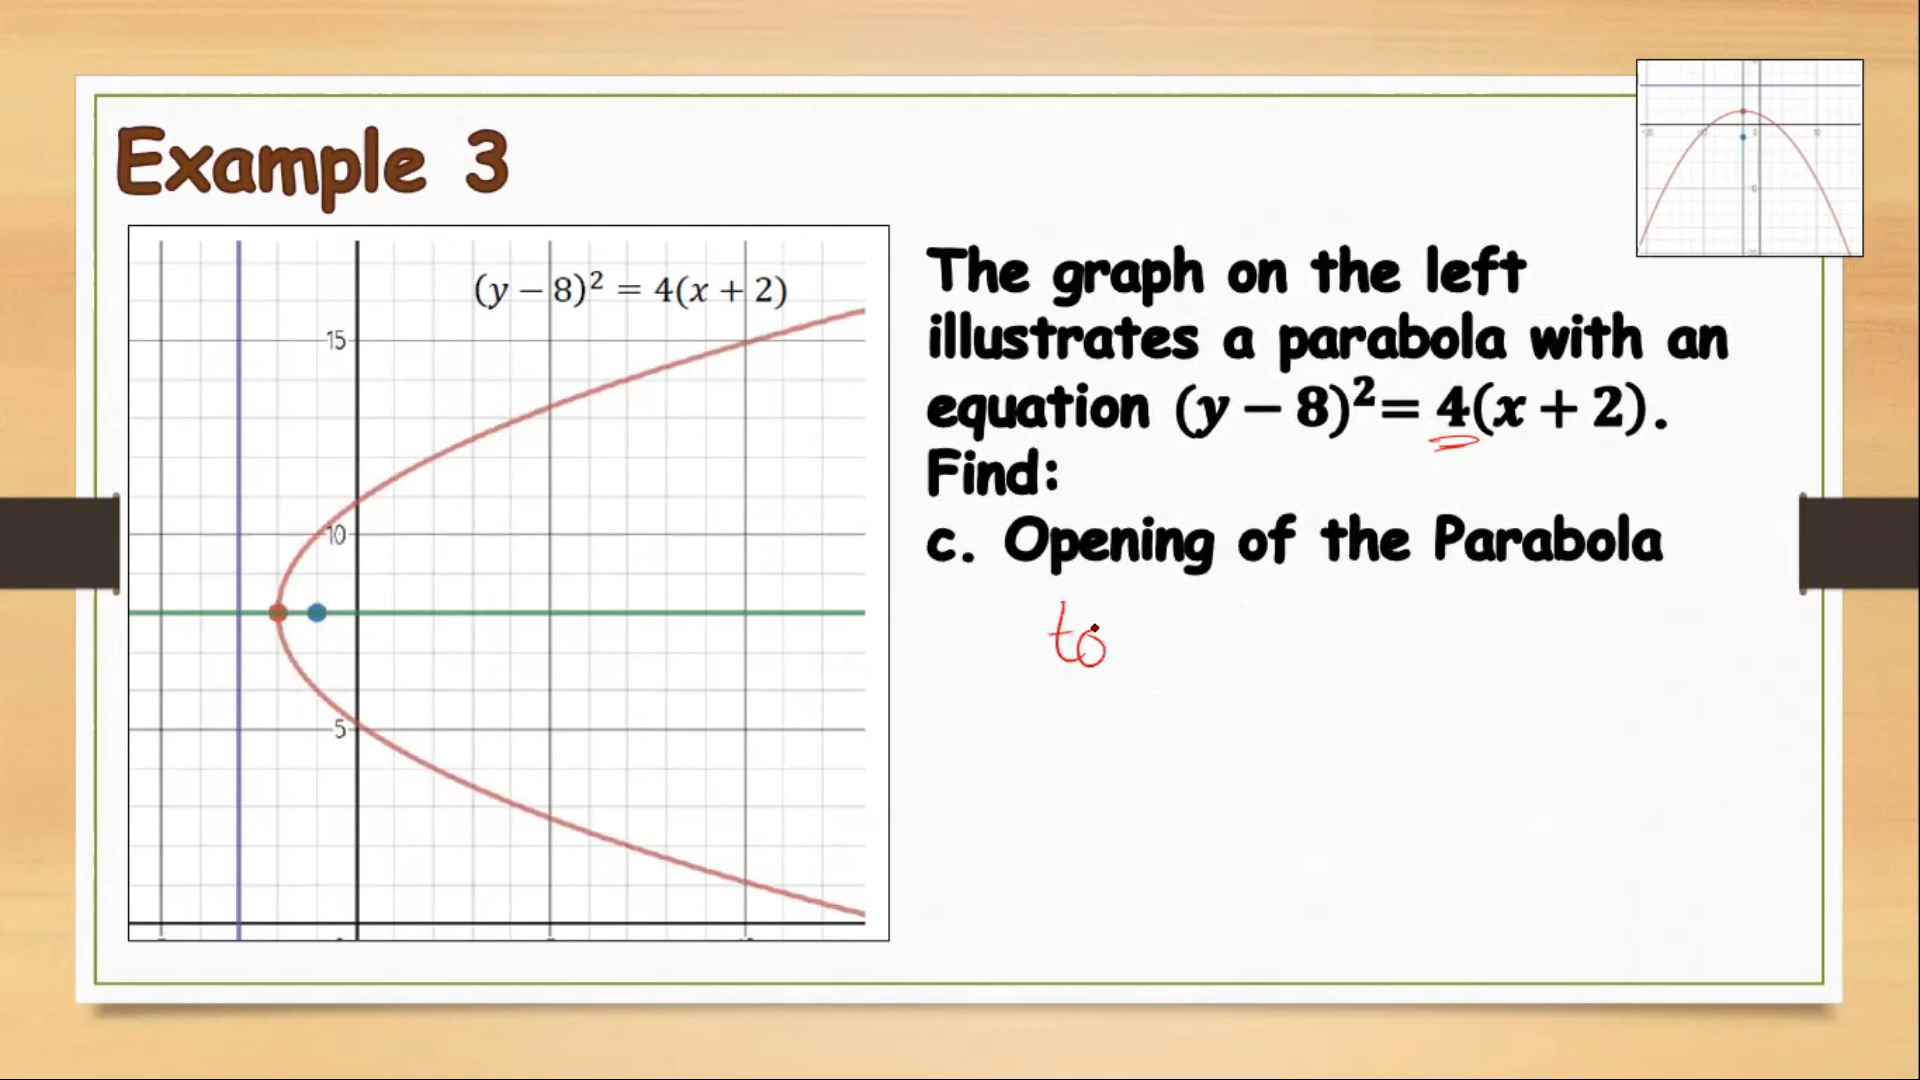 Example 3
(y – 8)² = 4(x + 2)
15
10
5
The graph on the left
illustrates a parabola with an
equation (y – 8)²= 4(x + 2).
Find:
c. Opening of the Parabola
to